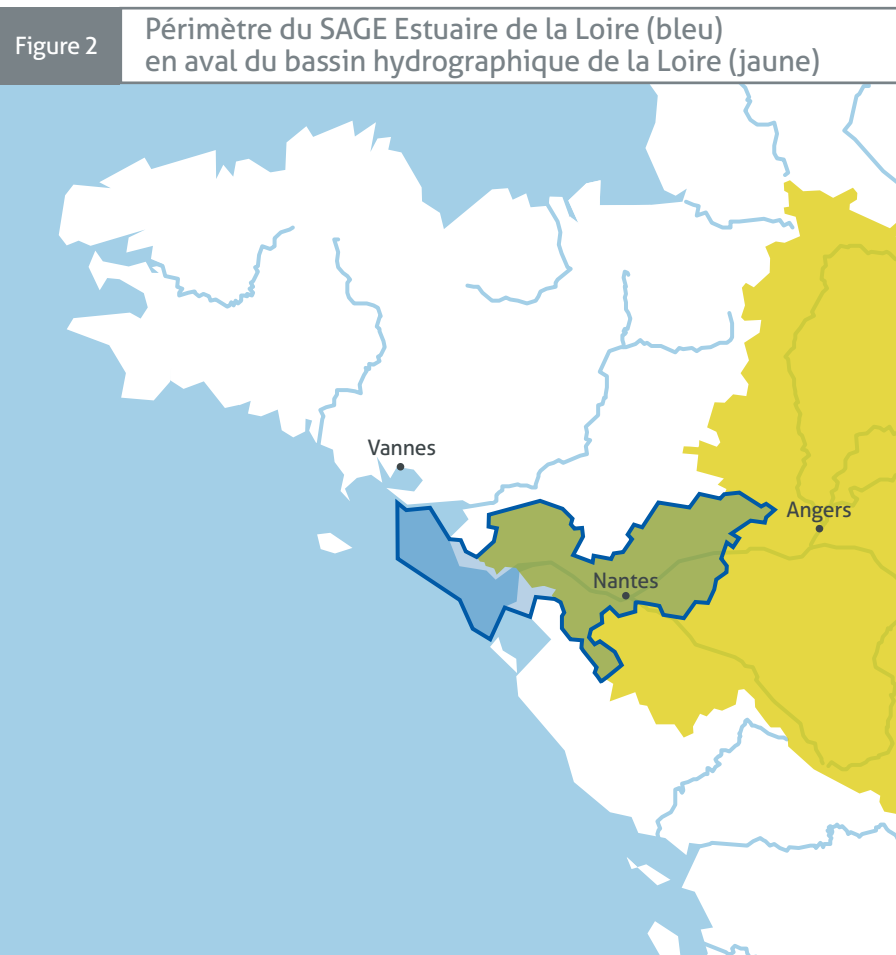 Figure 2
Périmètre du SAGE Estuaire de la Loire (bleu)
en aval du bassin hydrographique de la Loire (jaune)
Vannes
Angers
Nantes